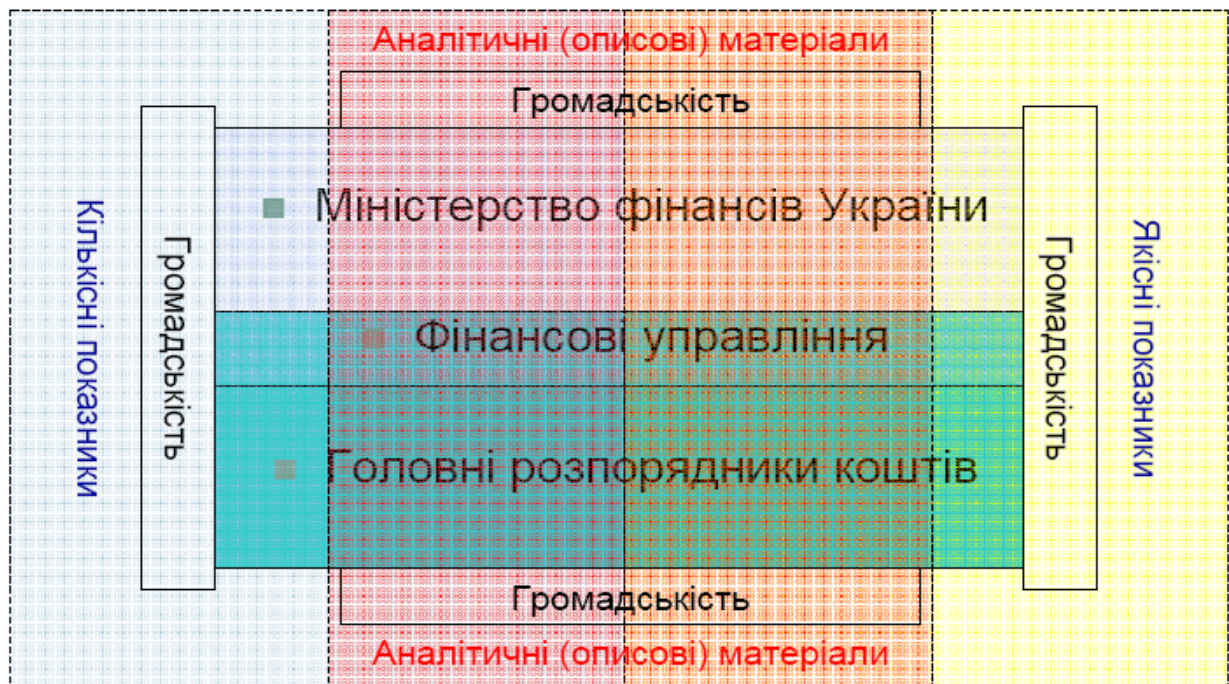 Аналітичні (описові) матеріали
Громадськість
Кількісні показники
Громадськість
Міністерство фінансів України
Фінансові управління
Головні розпорядники коштів
Громадськість
Якісні показники
Громадськість
Аналітичні (описові) матеріали